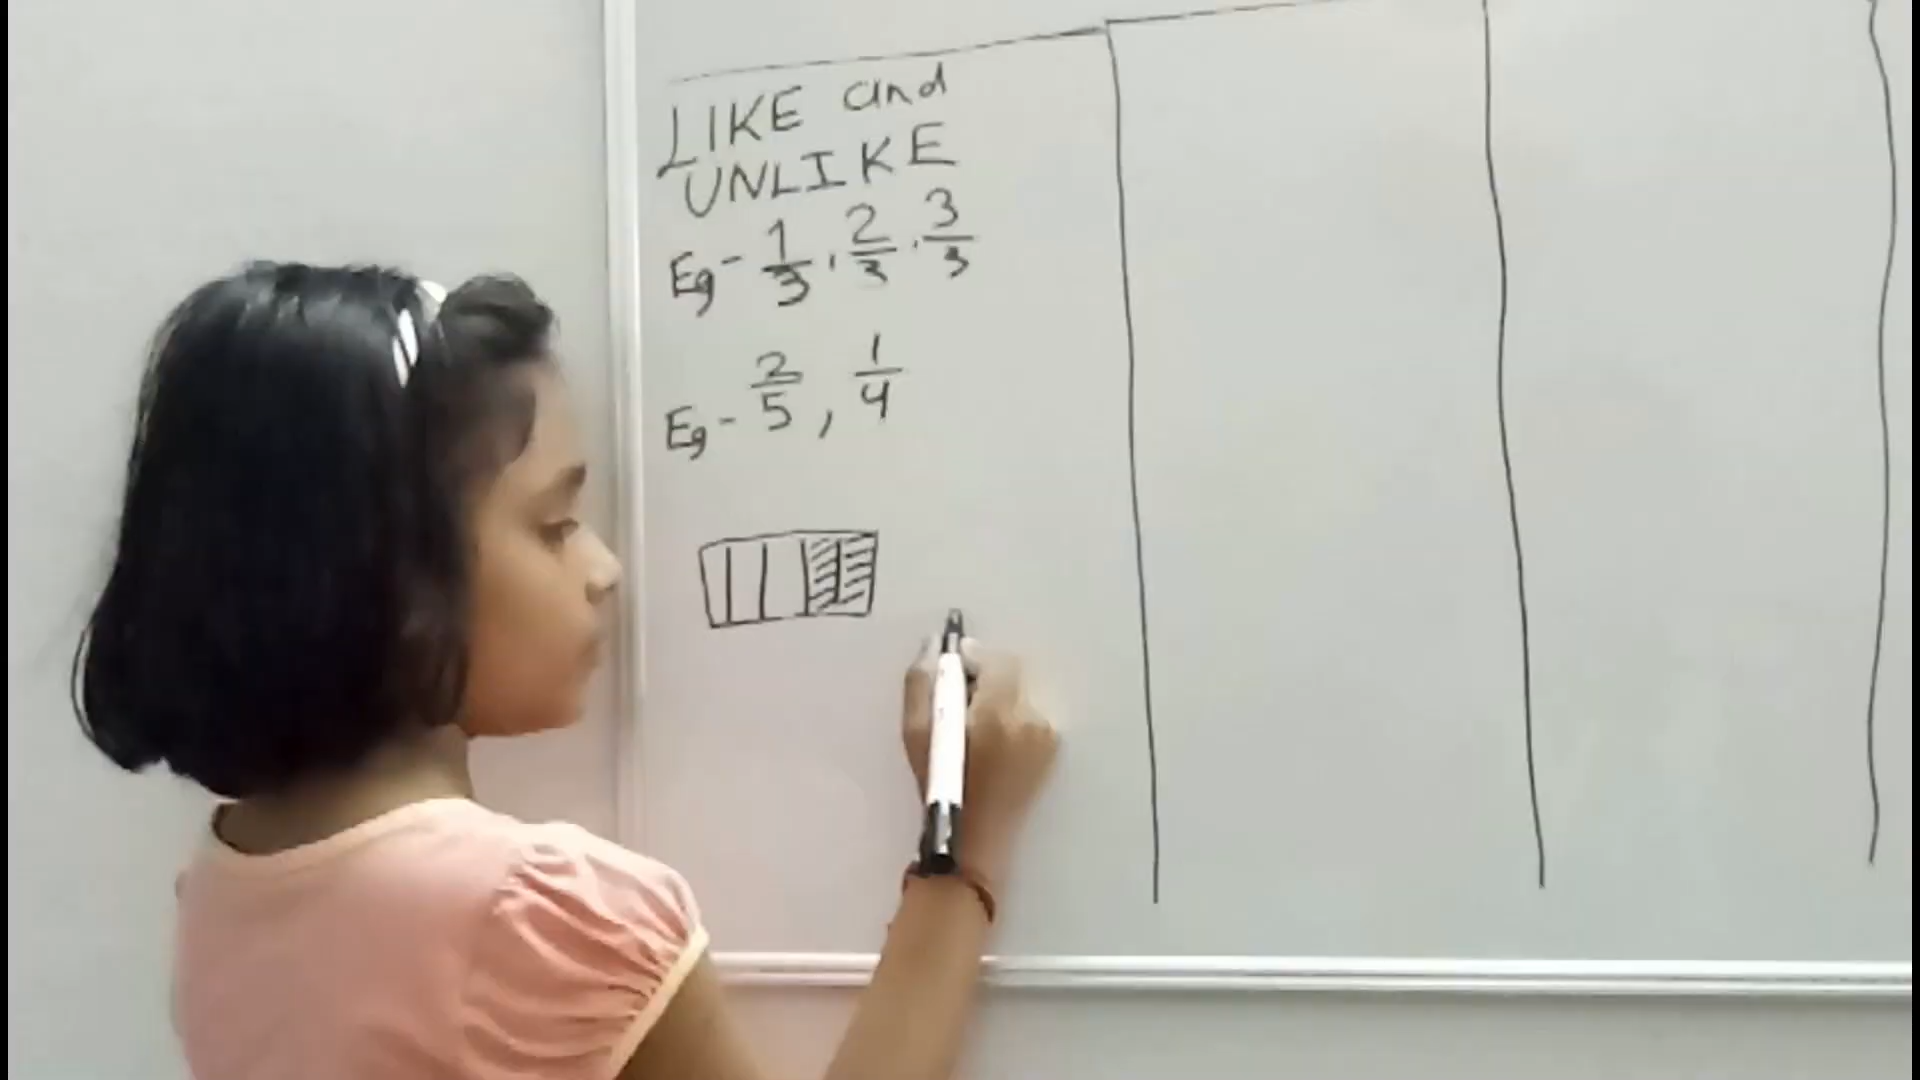 LIKE and
UNLIKE
Eg - 1/3, 2/3, 3/3
Eg - 2/5, 1/4